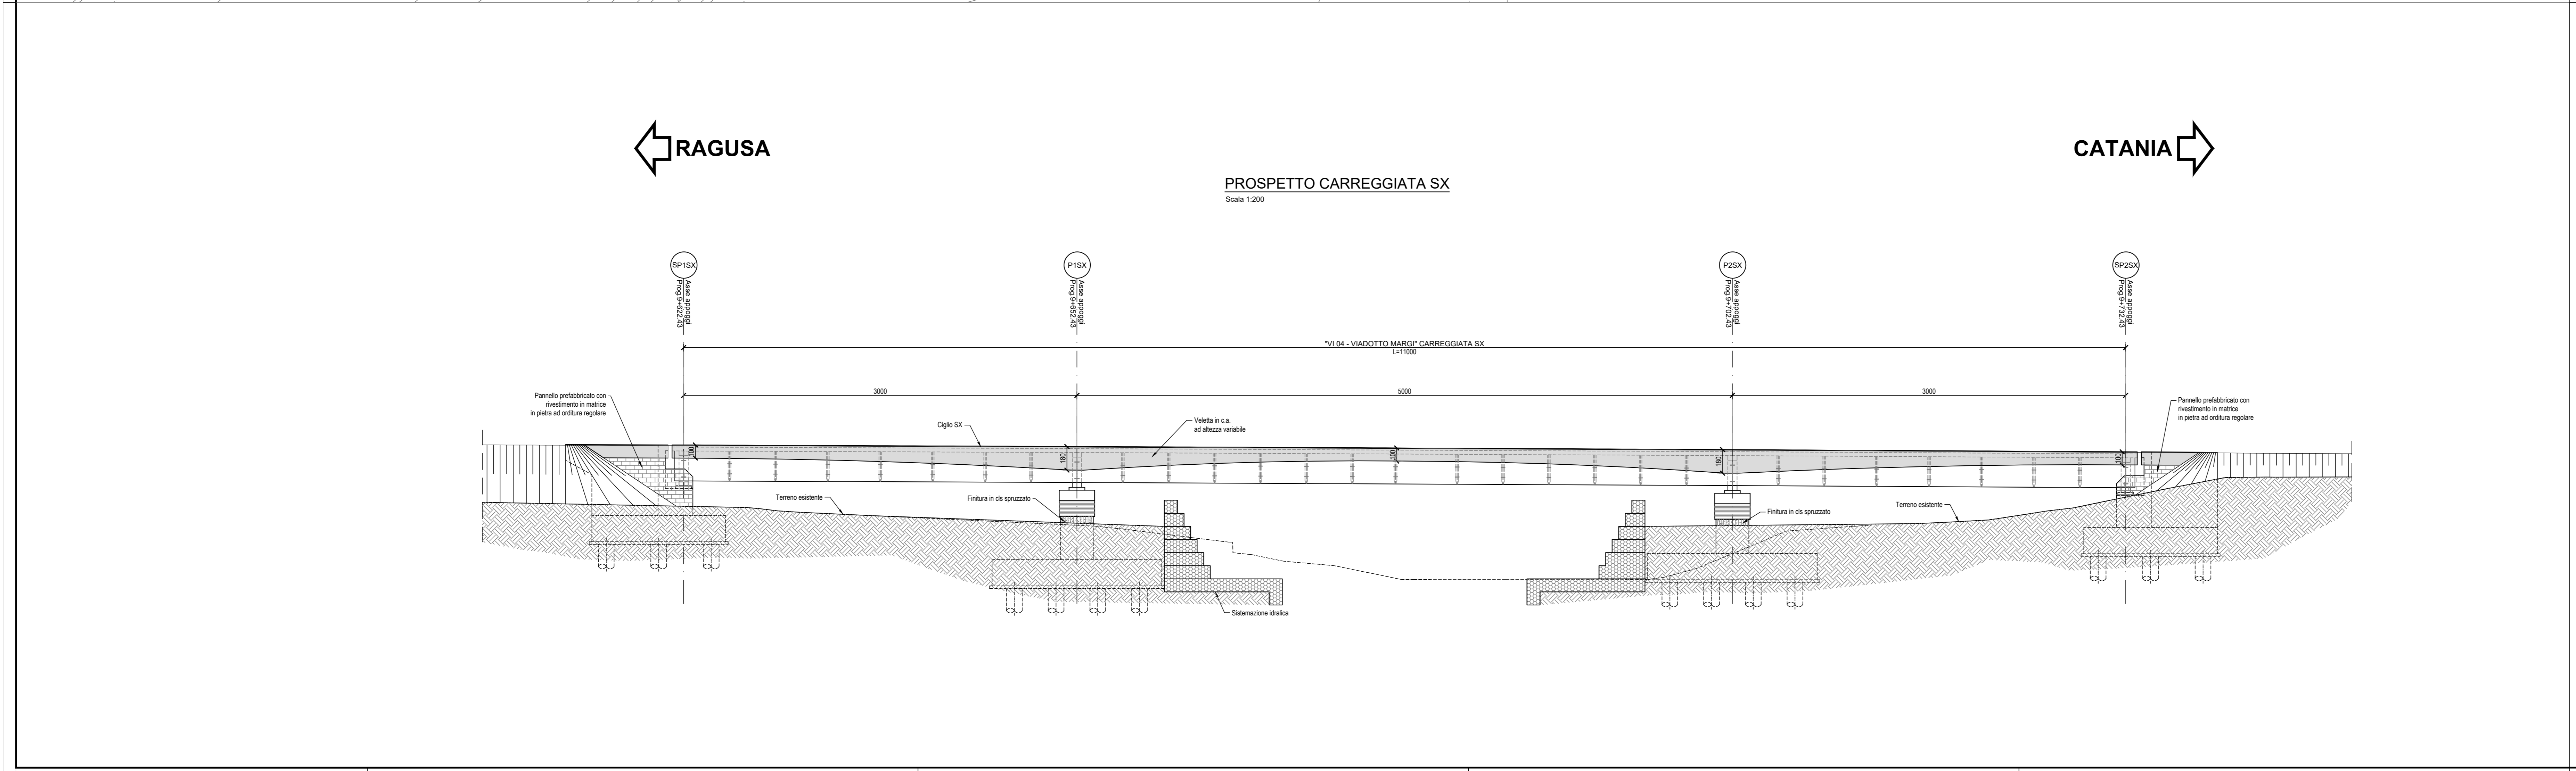 RAGUSA
CATANIA
PROSPETTO CARREGGIATA SX
Scala 1:200
SP1SX
P1SX
P2SX
SP2SX
Asse appoggi
Prog.9+622.43
Asse appoggi
Prog.9+652.43
Asse appoggi
Prog.9+702.43
Asse appoggi
Prog.9+732.43
"VI 04 - VIADOTTO MARGI" CARREGGIATA SX
L=11000
3000
5000
3000
Pannello prefabbricato con
rivestimento in matrice
in pietra ad orditura regolare
Ciglio SX
Veletta in c.a.
ad altezza variabile
Pannello prefabbricato con
rivestimento in matrice
in pietra ad orditura regolare
100
180
100
180
100
Terreno esistente
Finitura in cls spruzzato
Finitura in cls spruzzato
Terreno esistente
Sistemazione idralica